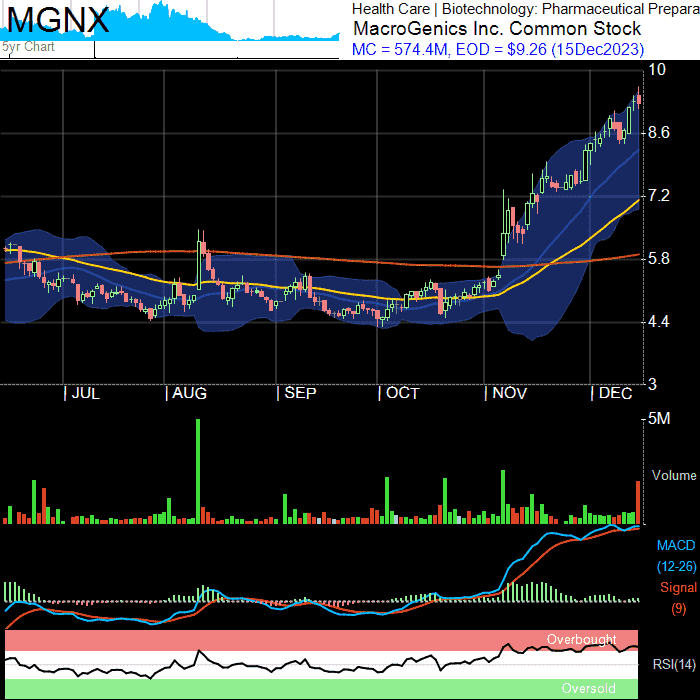 MGNX
5yr Chart
Health Care | Biotechnology: Pharmaceutical Prepara
MacroGenics Inc. Common Stock
MC = 574.4M, EOD = $9.26 (15Dec2023)
10
8.6
7.2
5.8
4.4
3
| JUL | AUG | SEP | OCT | NOV | DEC
5M
Volume
MACD
(12-26)
Signal
(9)
Overbought
RSI(14)
Oversold